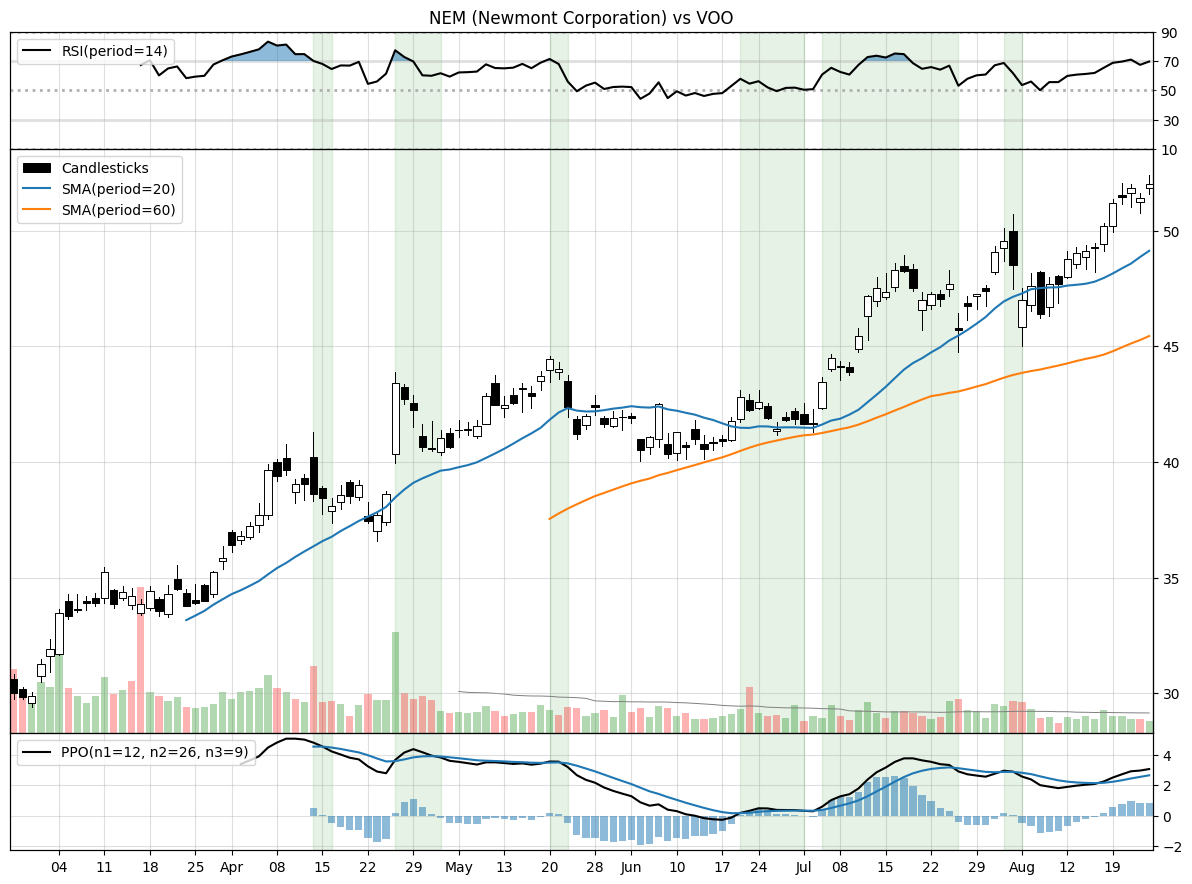 NEM (Newmont Corporation) vs VOO
RSI(period=14)
90
70
50
30
10
Candlesticks
SMA(period=20)
SMA(period=60)
50
45
40
35
30
PPO(n1=12, n2=26, n3=9)
4
2
0
−2
04 11 18 25 Apr 08 15 22 29 May 13 20 28 Jun 10 17 24 Jul 08 15 22 29 Aug 12 19